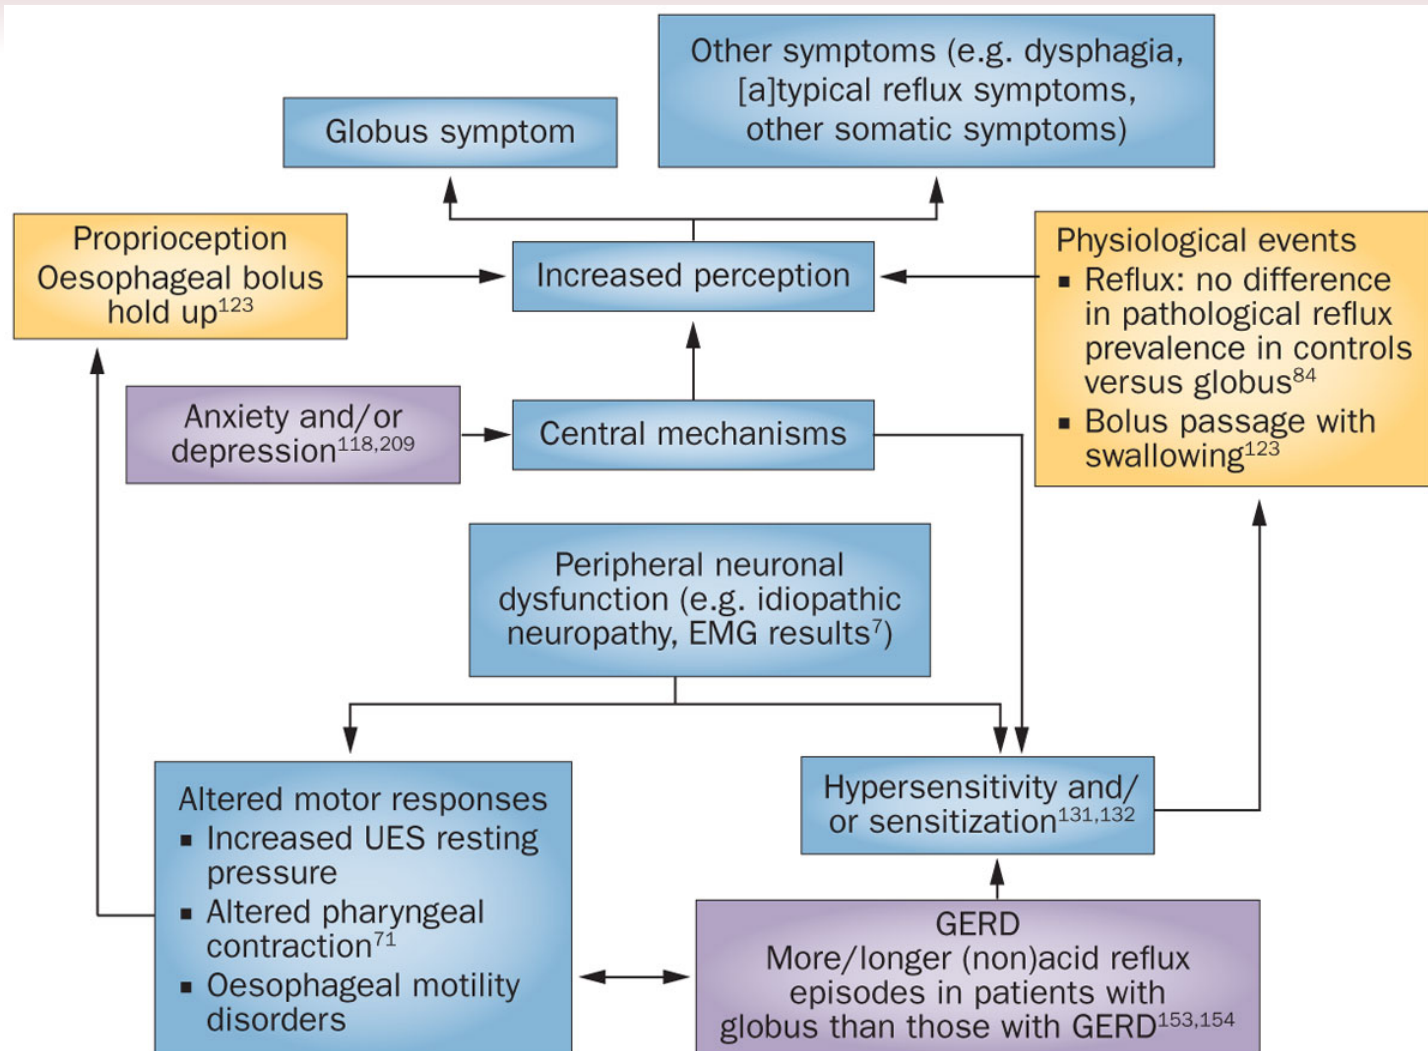 Other symptoms (e.g. dysphagia,
[a]typical reflux symptoms,
other somatic symptoms)
Globus symptom
Proprioception
Oesophageal bolus
hold up123
Increased perception
Physiological events
▪ Reflux: no difference
in pathological reflux
prevalence in controls
versus globus84
▪ Bolus passage with
swallowing123
Anxiety and/or
depression118,209
Central mechanisms
Peripheral neuronal
dysfunction (e.g. idiopathic
neuropathy, EMG results7)
Altered motor responses
▪ Increased UES resting
pressure
▪ Altered pharyngeal
contraction71
▪ Oesophageal motility
disorders
Hypersensitivity and/
or sensitization131,132
GERD
More/longer (non)acid reflux
episodes in patients with
globus than those with GERD153,154